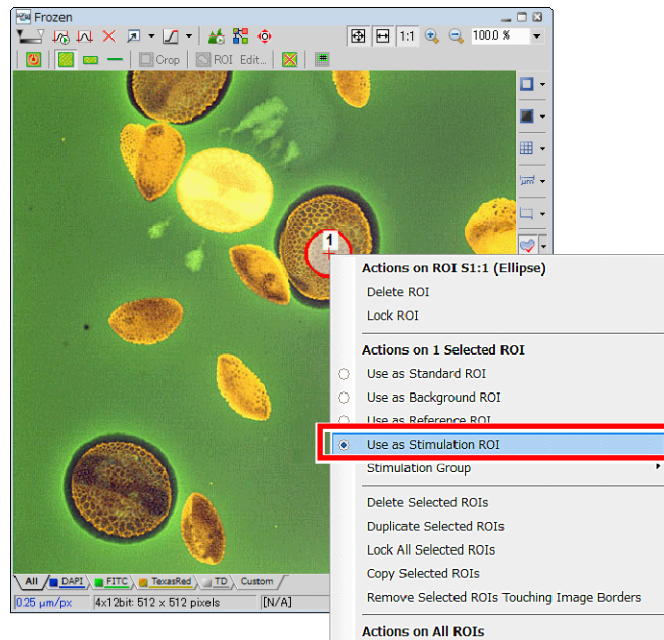 Frozen
1:1 100.0 %
Crop ROI Edit...
µm
1
Actions on ROI S1:1 (Ellipse)
Delete ROI
Lock ROI
Actions on 1 Selected ROI
Use as Standard ROI
Use as Background ROI
Use as Reference ROI
Use as Stimulation ROI
Stimulation Group
Delete Selected ROIs
Duplicate Selected ROIs
Lock All Selected ROIs
Copy Selected ROIs
Remove Selected ROIs Touching Image Borders
Actions on All ROIs
All DAPI FITC TexasRed TD Custom
0.25 µm/px 4x12bit: 512 x 512 pixels [N/A]